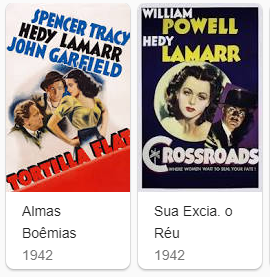 SPENCER TRACY
HEDY LAMARR
JOHN GARFIELD
TORTILLA FLAT
Almas
Boêmias
1942
WILLIAM
POWELL
HEDY
LAMARR
CROSSROADS
WHERE WOMEN WAIT TO SEAL YOUR FATE!
Sua Excia. o
Réu
1942